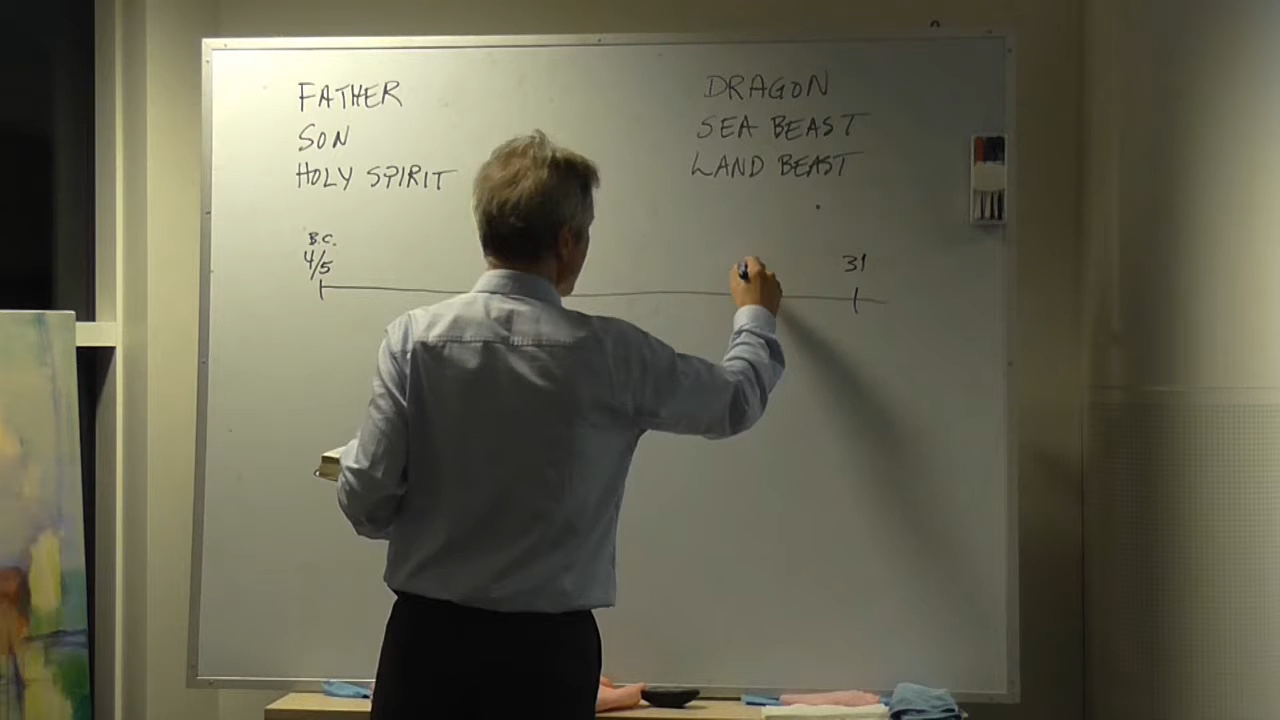 FATHER
SON
HOLY SPIRIT
DRAGON
SEA BEAST
LAND BEAST
B.C.
4/5
31